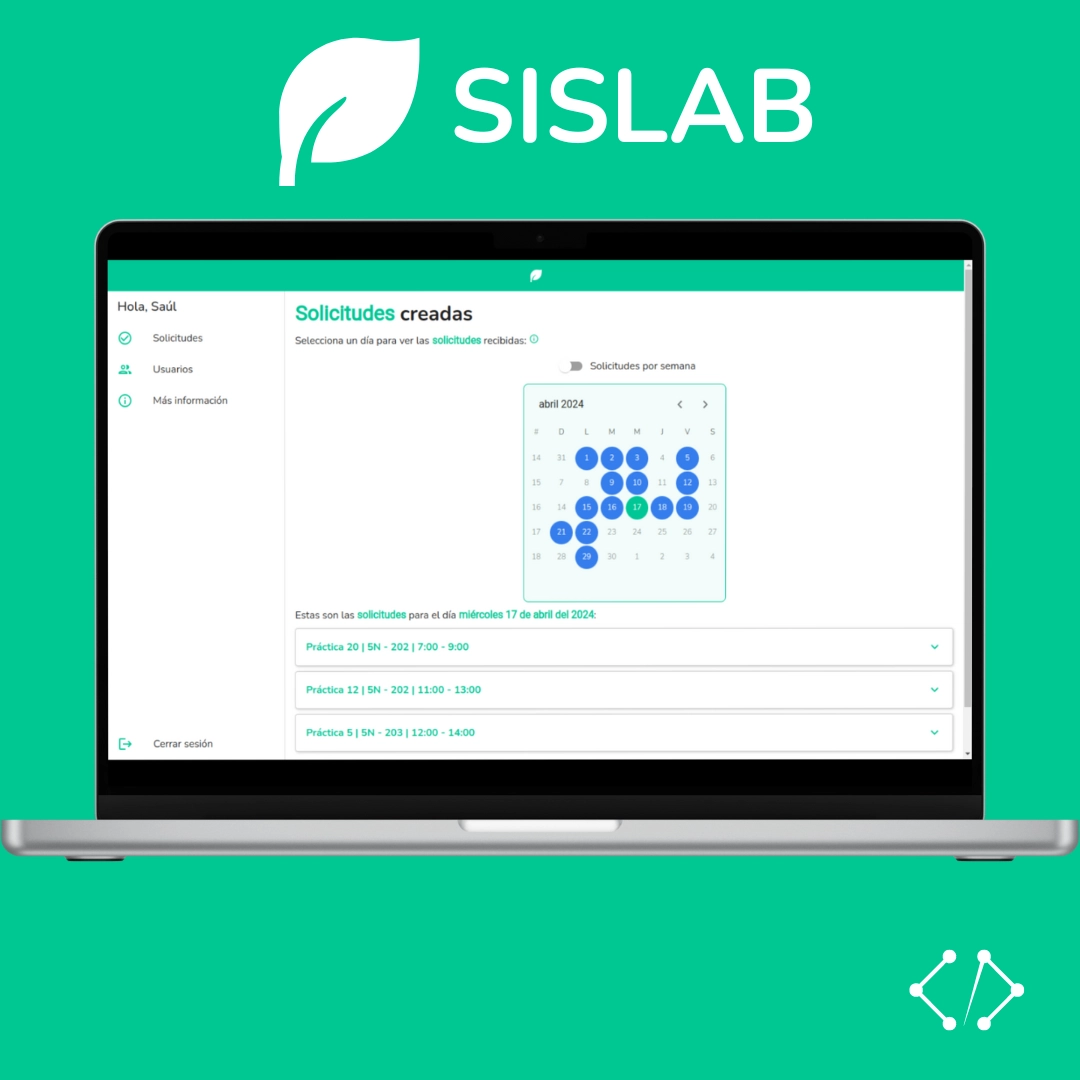 SISLAB
Hola, Saúl
Solicitudes
Usuarios
Más información
Cerrar sesión
Solicitudes creadas
Selecciona un día para ver las solicitudes recibidas:
Solicitudes por semana
abril 2024
# D L M M J V S
14 31 1 2 3 4 5 6
15 7 8 9 10 11 12 13
16 14 15 16 17 18 19 20
17 21 22 23 24 25 26 27
18 28 29 30 1 2 3 4
Estas son las solicitudes para el día miércoles 17 de abril del 2024:
Práctica 20 | 5N - 202 | 7:00 - 9:00
Práctica 12 | 5N - 202 | 11:00 - 13:00
Práctica 5 | 5N - 203 | 12:00 - 14:00